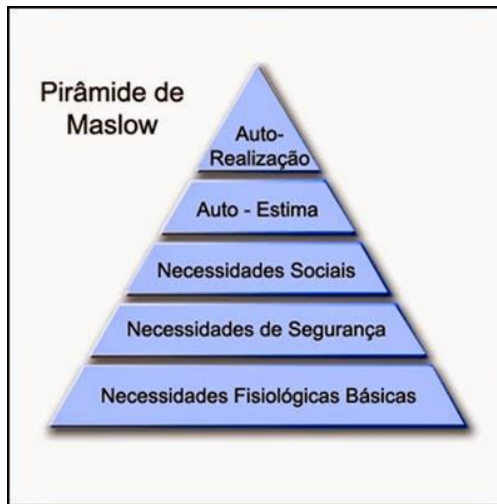 Pirâmide de
Maslow
Auto-
Realização
Auto - Estima
Necessidades Sociais
Necessidades de Segurança
Necessidades Fisiológicas Básicas